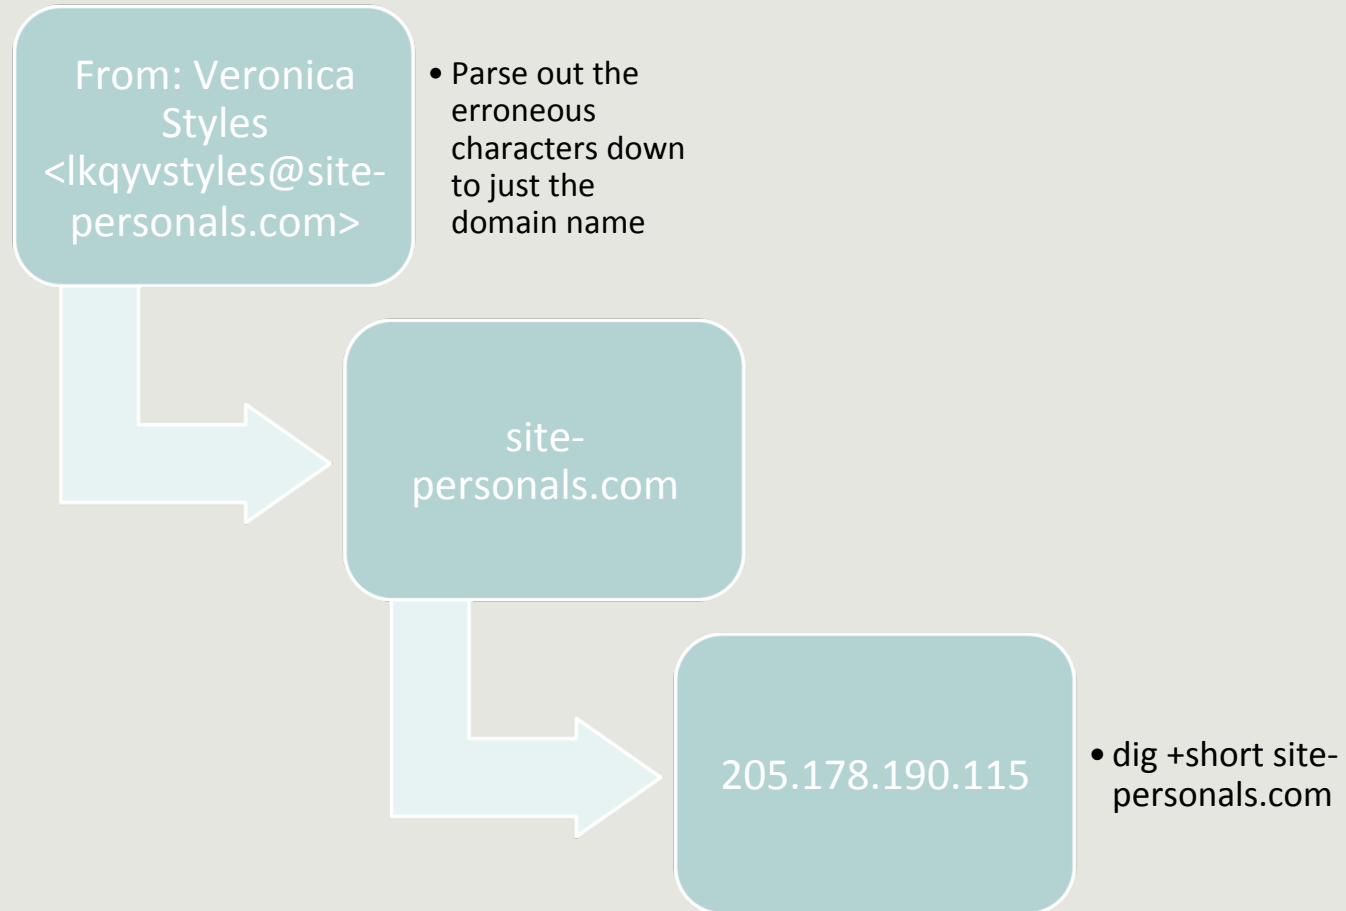 From: Veronica
Styles
<lkqyvstyles@site-
personals.com>
• Parse out the
erroneous
characters down
to just the
domain name
site-
personals.com
205.178.190.115
• dig +short site-
personals.com